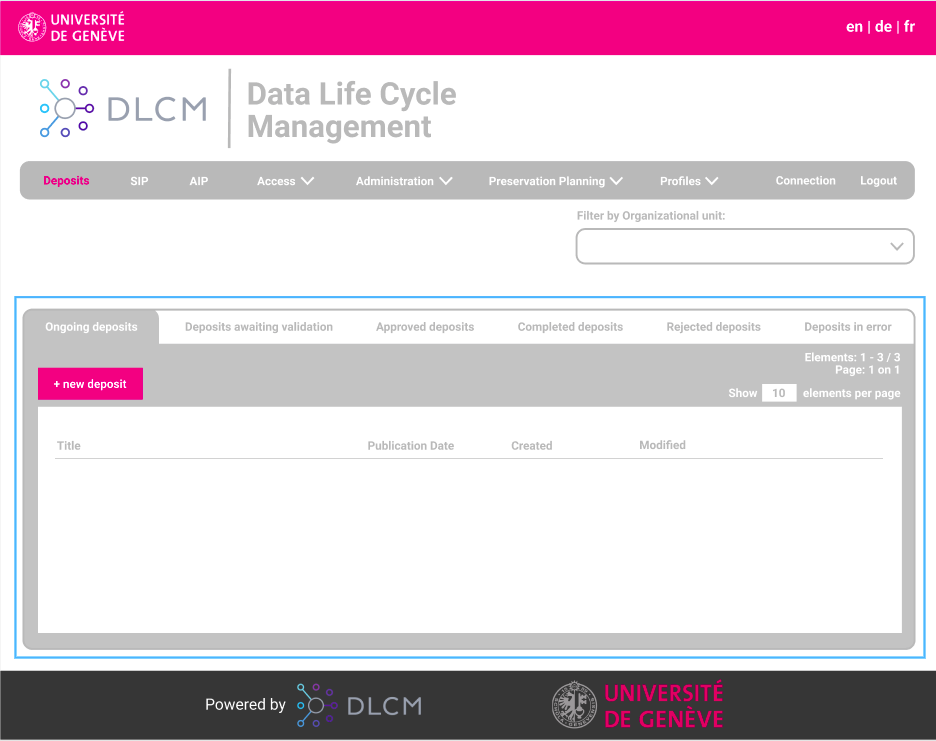 UNIVERSITÉ
DE GENÈVE
en | de | fr
DLCM
Data Life Cycle
Management
Deposits SIP AIP Access Administration Preservation Planning Profiles Connection Logout
Filter by Organizational unit:
Ongoing deposits Deposits awaiting validation Approved deposits Completed deposits Rejected deposits Deposits in error
Elements: 1 - 3 / 3
Page: 1 on 1
+ new deposit
Show 10 elements per page
Title Publication Date Created Modified
Powered by DLCM
UNIVERSITÉ
DE GENÈVE